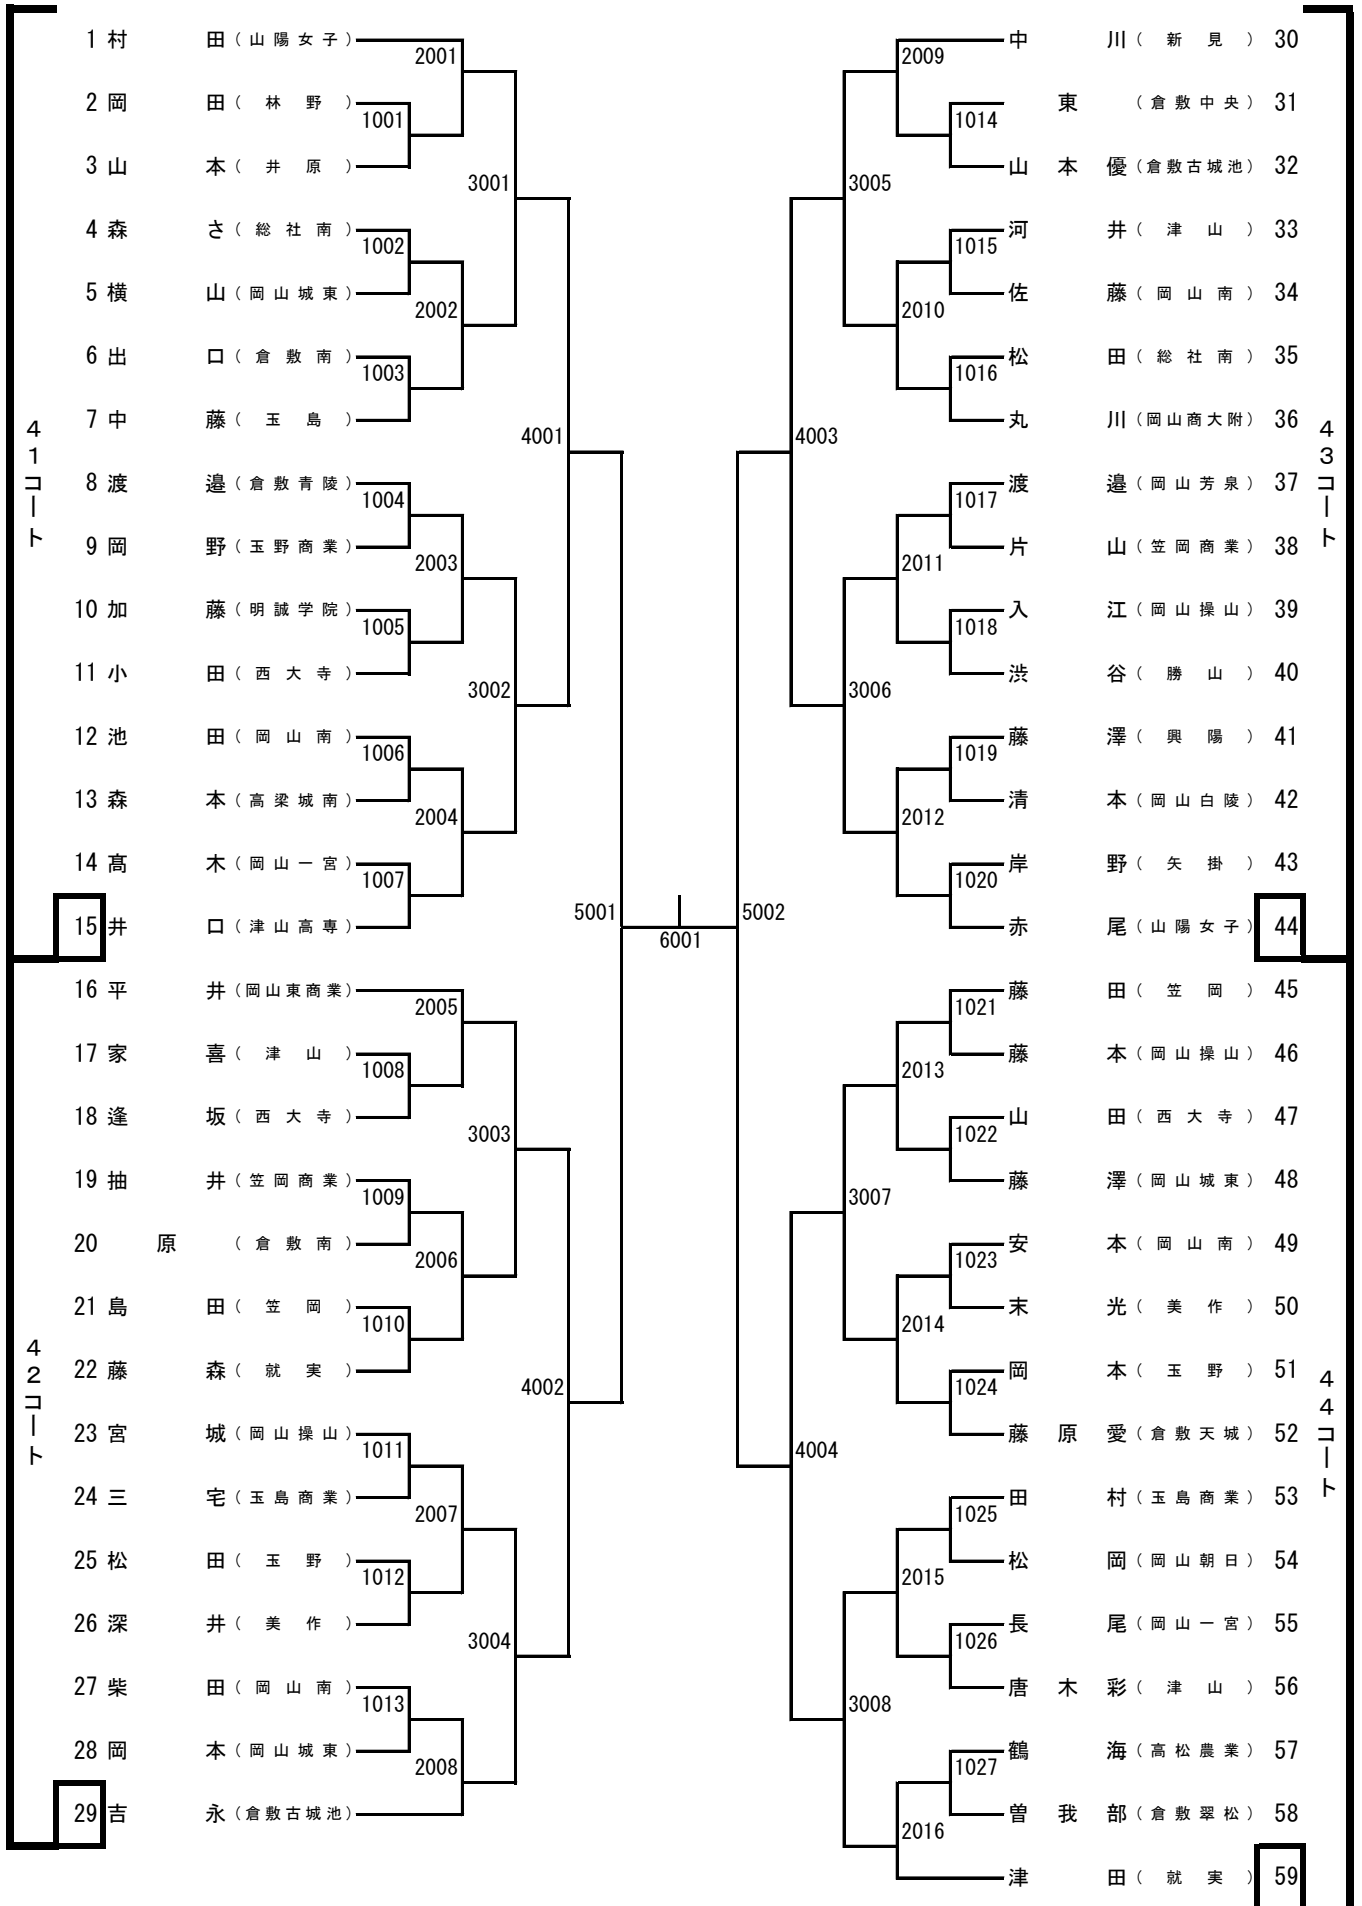 1 村 田 (山陽女子)
2001
2 岡 田 (林野)
1001
3 山 本 (井原)
3001
4 森 さ (総社南)
1002
5 横 山 (岡山城東)
2002
6 出 口 (倉敷南)
1003
7 中 藤 (玉島)
4001
8 渡 邉 (倉敷青陵)
1004
9 岡 野 (玉野商業)
2003
10 加 藤 (明誠学院)
1005
11 小 田 (西大寺)
3002
12 池 田 (岡山南)
1006
13 森 本 (高梁城南)
2004
14 髙 木 (岡山一宮)
1007
15 井 口 (津山高専)
41コート
5001
6001
5002
16 平 井 (岡山東商業)
2005
17 家 喜 (津山)
1008
18 逢 坂 (西大寺)
3003
19 抽 井 (笠岡商業)
1009
20 原 (倉敷南)
2006
21 島 田 (笠岡)
1010
22 藤 森 (就実)
4002
23 宮 城 (岡山操山)
1011
24 三 宅 (玉島商業)
2007
25 松 田 (玉野)
1012
26 深 井 (美作)
3004
27 柴 田 (岡山南)
1013
28 岡 本 (岡山城東)
2008
29 吉 永 (倉敷古城池)
42コート
中 川 (新見) 30
2009
東 (倉敷中央) 31
1014
山 本 優 (倉敷古城池) 32
3005
河 井 (津山) 33
1015
佐 藤 (岡山南) 34
2010
松 田 (総社南) 35
1016
丸 川 (岡山商大附) 36
4003
渡 邉 (岡山芳泉) 37
1017
片 山 (笠岡商業) 38
2011
入 江 (岡山操山) 39
1018
渋 谷 (勝山) 40
3006
藤 澤 (興陽) 41
1019
清 本 (岡山白陵) 42
2012
岸 野 (矢掛) 43
1020
赤 尾 (山陽女子) 44
43コート
藤 田 (笠岡) 45
1021
藤 本 (岡山操山) 46
2013
山 田 (西大寺) 47
1022
藤 澤 (岡山城東) 48
3007
安 本 (岡山南) 49
1023
末 光 (美作) 50
2014
岡 本 (玉野) 51
1024
藤 原 愛 (倉敷天城) 52
4004
田 村 (玉島商業) 53
1025
松 岡 (岡山朝日) 54
2015
長 尾 (岡山一宮) 55
1026
唐 木 彩 (津山) 56
3008
鶴 海 (高松農業) 57
1027
曽 我 部 (倉敷翠松) 58
2016
津 田 (就実) 59
44コート